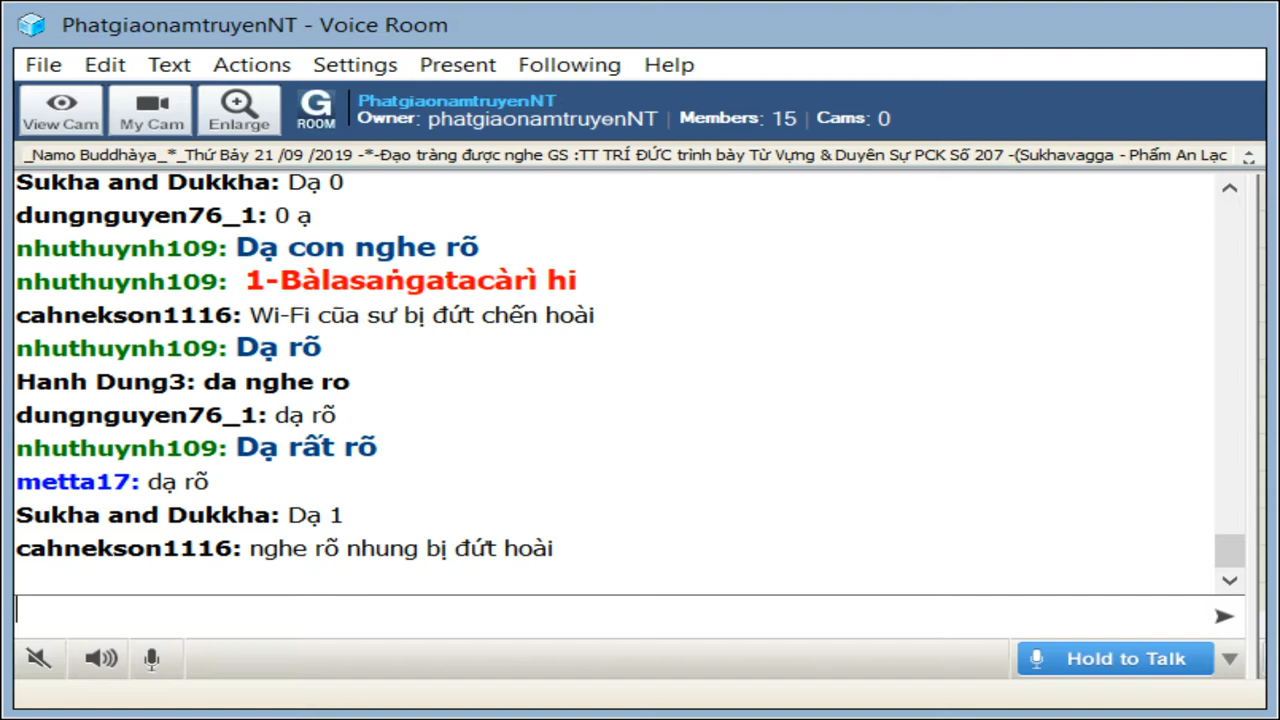 PhatgiaonamtruyenNT - Voice Room
File Edit Text Actions Settings Present Following Help
View Cam My Cam Enlarge G ROOM
PhatgiaonamtruyenNT
Owner: phatgiaonamtruyenNT | Members: 15 | Cams: 0
_Namo Buddhàya_*_Thứ Bảy 21 /09 /2019 -*-Đạo tràng được nghe GS :TT TRÍ ĐỨC trình bày Từ Vựng & Duyên Sự PCK Số 207 -(Sukhavagga - Phẩm An Lạc
Sukha and Dukkha: Dạ 0
dungnguyen76_1: 0 ạ
nhuthuynh109: Dạ con nghe rõ
nhuthuynh109: 1-Bàlasaṅgatacàrì hi
cahnekson1116: Wi-Fi cũa sư bị đứt chến hoài
nhuthuynh109: Dạ rõ
Hanh Dung3: da nghe ro
dungnguyen76_1: dạ rõ
nhuthuynh109: Dạ rất rõ
metta17: dạ rõ
Sukha and Dukkha: Dạ 1
cahnekson1116: nghe rõ nhung bị đứt hoài
Hold to Talk